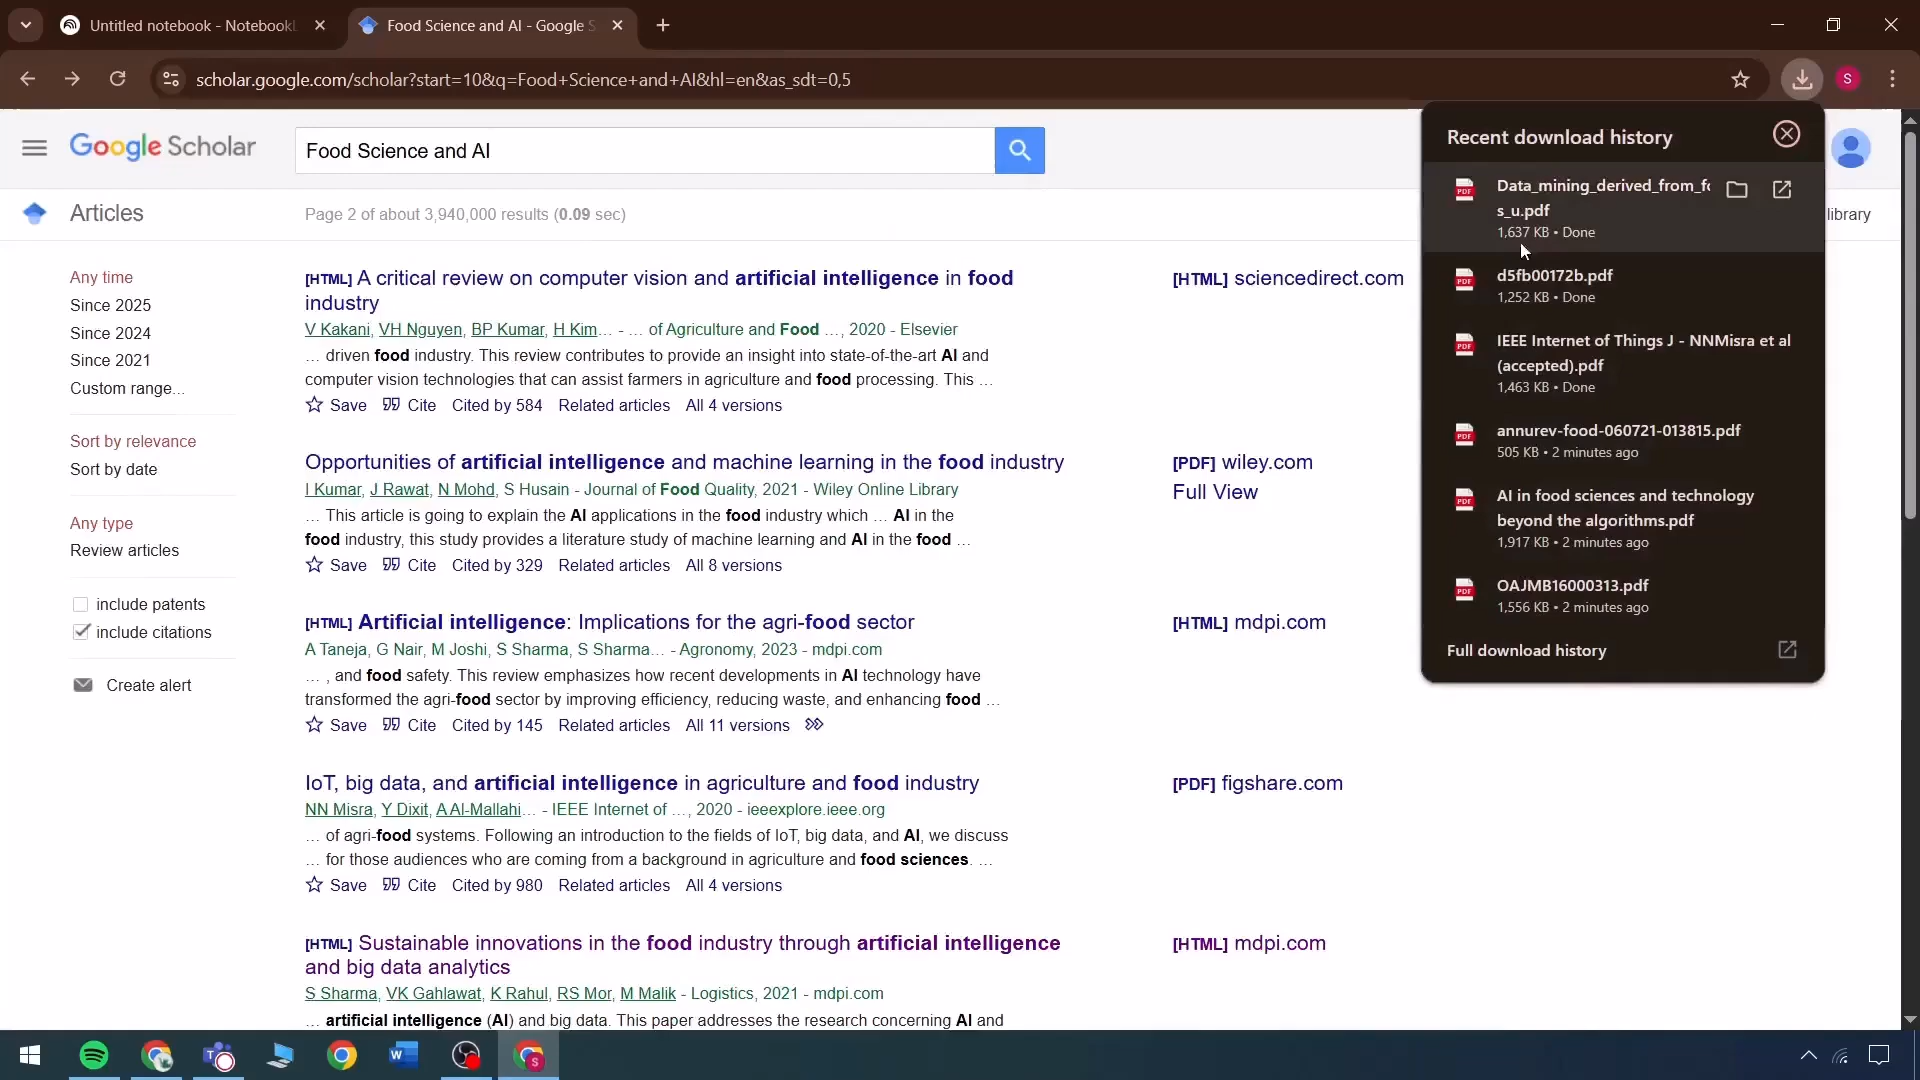 Untitled notebook - Notebook
Food Science and AI - Google S
scholar.google.com/scholar?start=10&q=Food+Science+and+AI&hl=en&as_sdt=0,5
S
Google Scholar
Food Science and AI
Articles
Page 2 of about 3,940,000 results (0.09 sec)
library
Any time
Since 2025
Since 2024
Since 2021
Custom range...
Sort by relevance
Sort by date
Any type
Review articles
include patents
include citations
Create alert
[HTML] A critical review on computer vision and artificial intelligence in food
industry
V Kakani, VH Nguyen, BP Kumar, H Kim… - … of Agriculture and Food …, 2020 - Elsevier
… driven food industry. This review contributes to provide an insight into state-of-the-art AI and
computer vision technologies that can assist farmers in agriculture and food processing. This …
Save Cite Cited by 584 Related articles All 4 versions
[HTML] sciencedirect.com
Opportunities of artificial intelligence and machine learning in the food industry
I Kumar, J Rawat, N Mohd, S Husain - Journal of Food Quality, 2021 - Wiley Online Library
… This article is going to explain the AI applications in the food industry which … AI in the
food industry, this study provides a literature study of machine learning and AI in the food …
Save Cite Cited by 329 Related articles All 8 versions
[PDF] wiley.com
Full View
[HTML] Artificial intelligence: Implications for the agri-food sector
A Taneja, G Nair, M Joshi, S Sharma, S Sharma… - Agronomy, 2023 - mdpi.com
… , and food safety. This review emphasizes how recent developments in AI technology have
transformed the agri-food sector by improving efficiency, reducing waste, and enhancing food …
Save Cite Cited by 145 Related articles All 11 versions
[HTML] mdpi.com
IoT, big data, and artificial intelligence in agriculture and food industry
NN Misra, Y Dixit, A Al-Mallahi… - IEEE Internet of …, 2020 - ieeexplore.ieee.org
… of agri-food systems. Following an introduction to the fields of IoT, big data, and AI, we discuss
… for those audiences who are coming from a background in agriculture and food sciences. …
Save Cite Cited by 980 Related articles All 4 versions
[PDF] figshare.com
[HTML] Sustainable innovations in the food industry through artificial intelligence
and big data analytics
S Sharma, VK Gahlawat, K Rahul, RS Mor, M Malik - Logistics, 2021 - mdpi.com
… artificial intelligence (AI) and big data. This paper addresses the research concerning AI and
[HTML] mdpi.com
Recent download history
Data_mining_derived_from_fo
s_u.pdf
1,637 KB • Done
d5fb00172b.pdf
1,252 KB • Done
IEEE Internet of Things J - NNMisra et al
(accepted).pdf
1,463 KB • Done
annurev-food-060721-013815.pdf
505 KB • 2 minutes ago
AI in food sciences and technology
beyond the algorithms.pdf
1,917 KB • 2 minutes ago
OAJMB16000313.pdf
1,556 KB • 2 minutes ago
Full download history